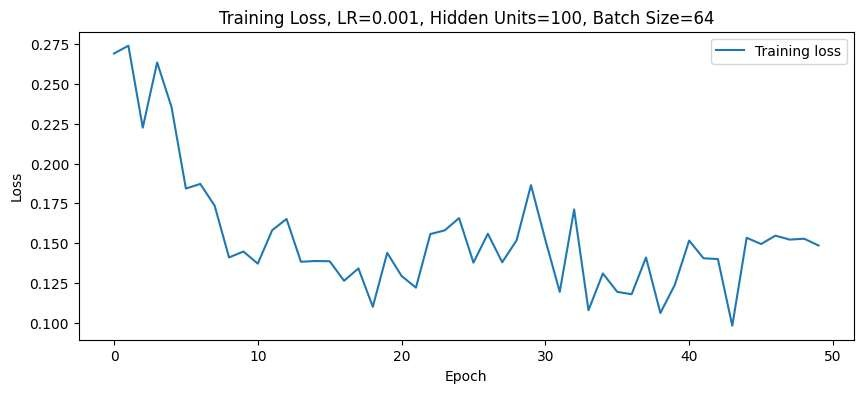 Training Loss, LR=0.001, Hidden Units=100, Batch Size=64
Training loss
0.275
0.250
0.225
0.200
0.175
0.150
0.125
0.100
Loss
0 10 20 30 40 50
Epoch